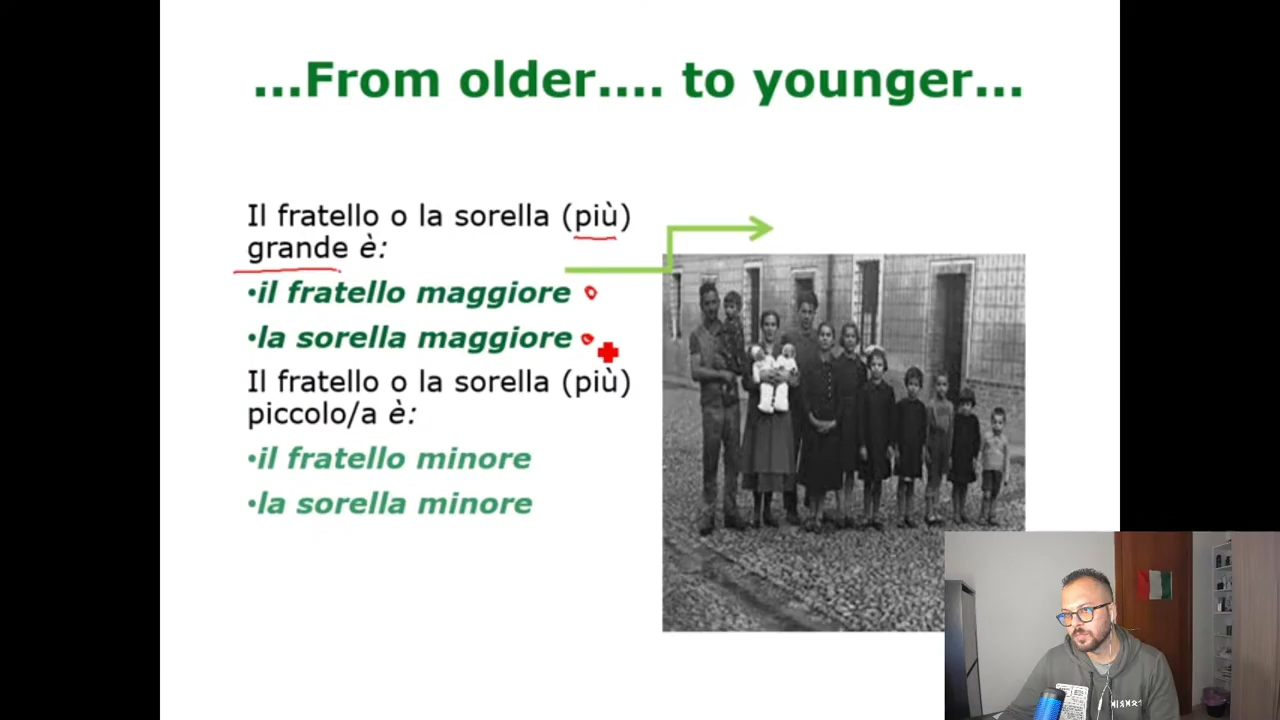 ...From older.... to younger...
Il fratello o la sorella (più)
grande è:
•il fratello maggiore
•la sorella maggiore
Il fratello o la sorella (più)
piccolo/a è:
•il fratello minore
•la sorella minore